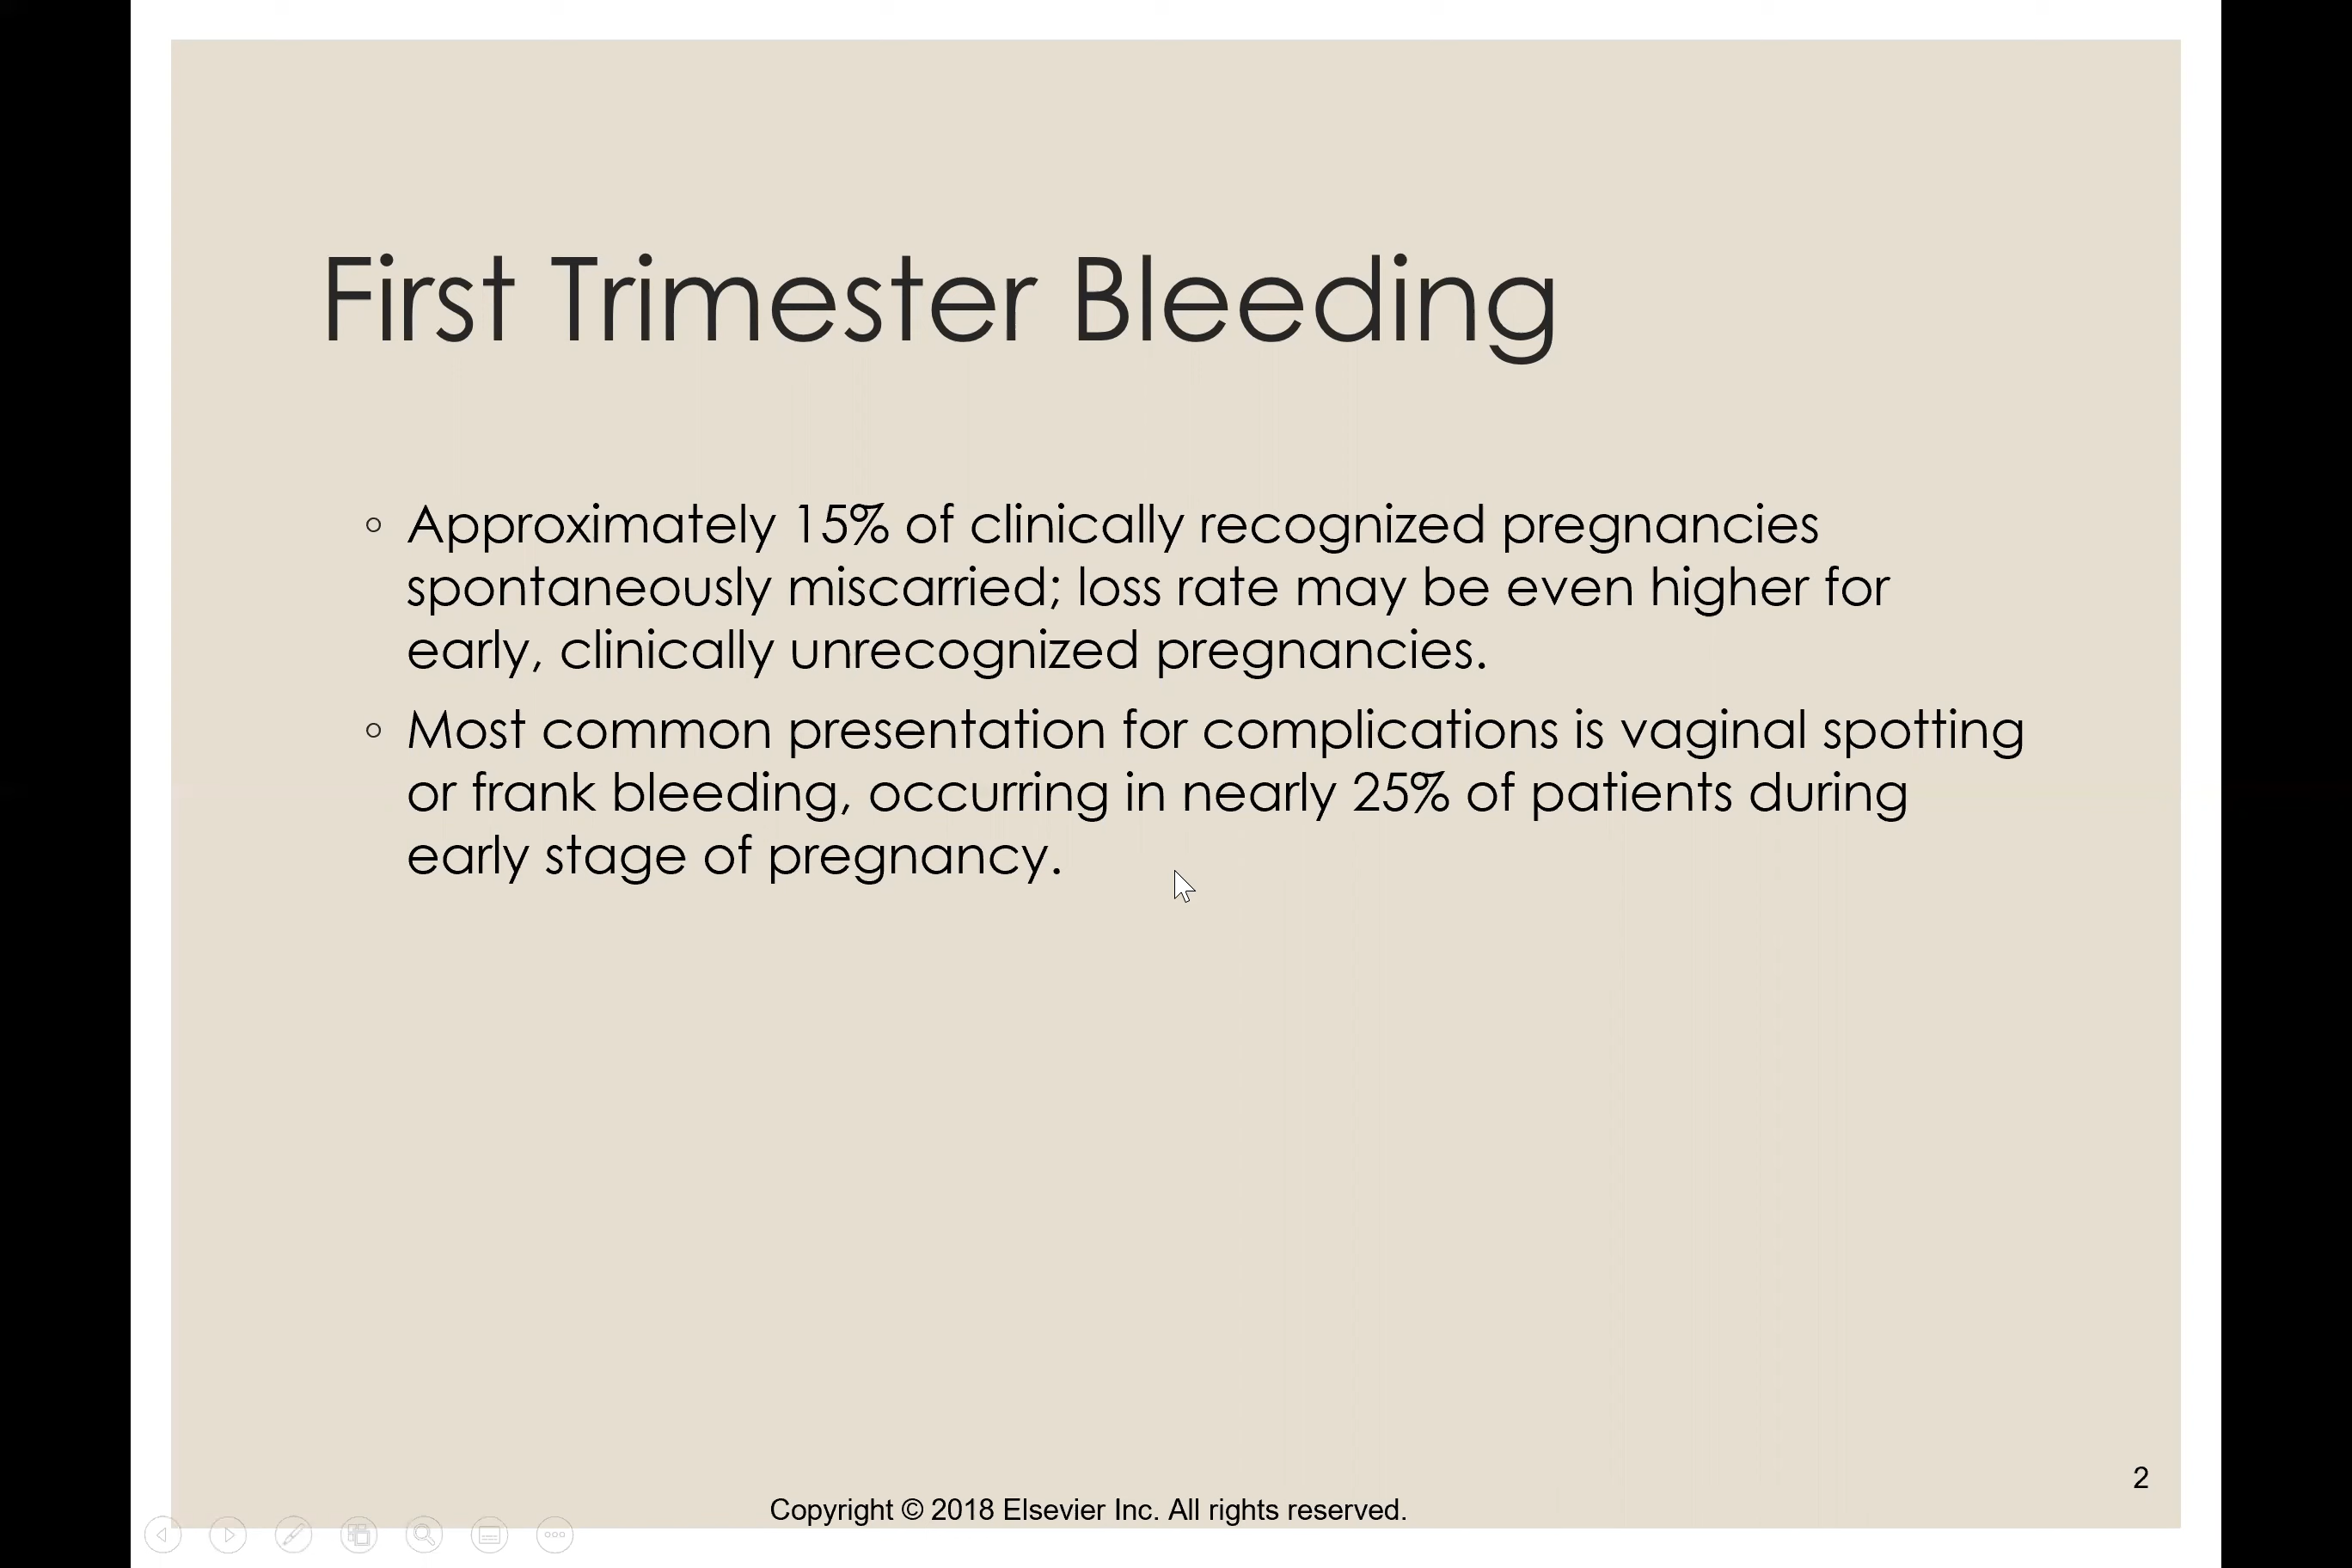 First Trimester Bleeding
◦ Approximately 15% of clinically recognized pregnancies
spontaneously miscarried; loss rate may be even higher for
early, clinically unrecognized pregnancies.
◦ Most common presentation for complications is vaginal spotting
or frank bleeding, occurring in nearly 25% of patients during
early stage of pregnancy.
2
Copyright © 2018 Elsevier Inc. All rights reserved.